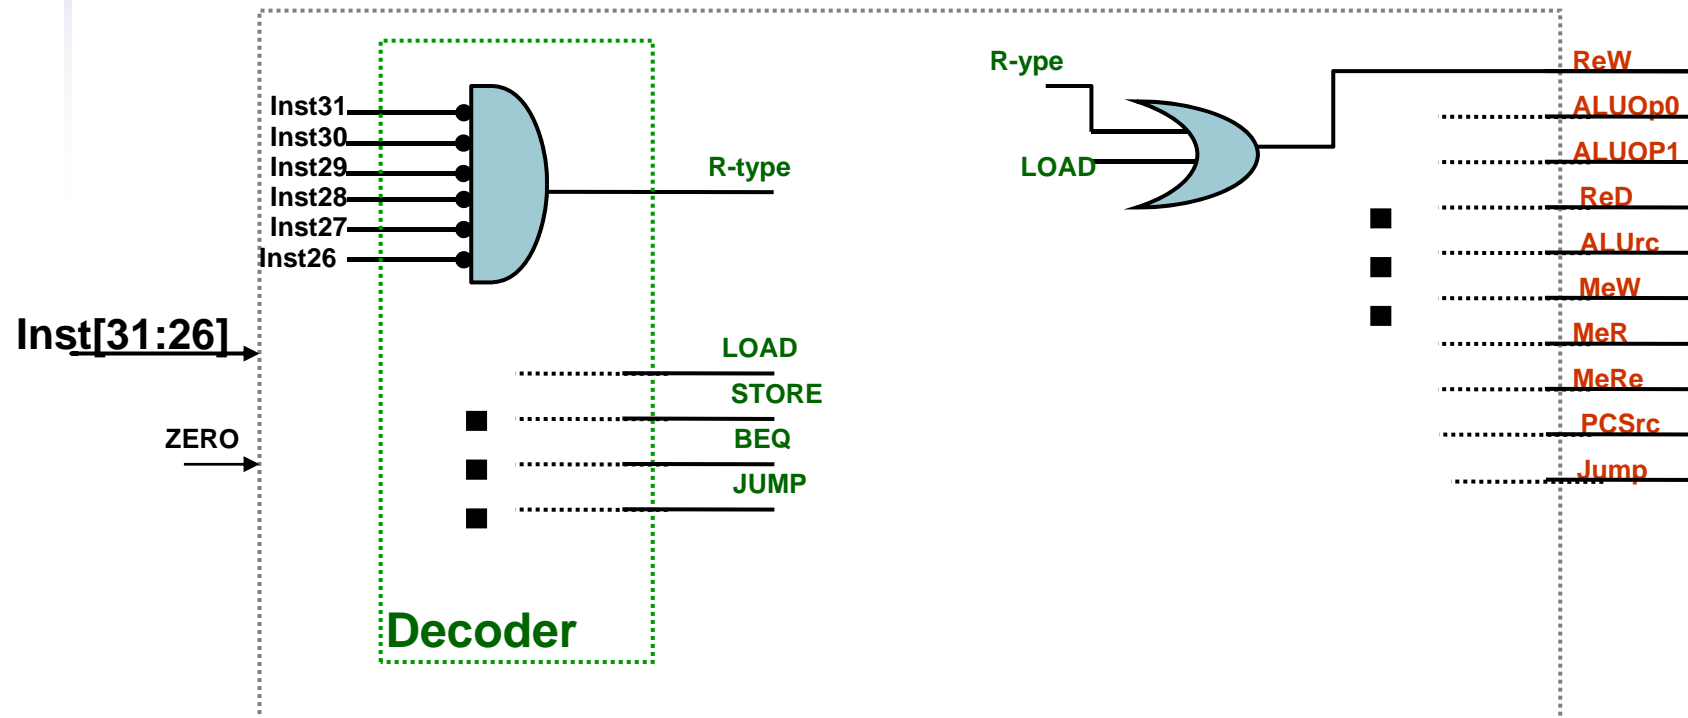 Inst31
Inst30
Inst29
Inst28
Inst27
Inst26
R-type
Inst[31:26]
ZERO
LOAD
STORE
BEQ
JUMP
Decoder
R-ype
LOAD
ReW
ALUOp0
ALUOP1
ReD
ALUrc
MeW
MeR
MeRe
PCSrc
Jump